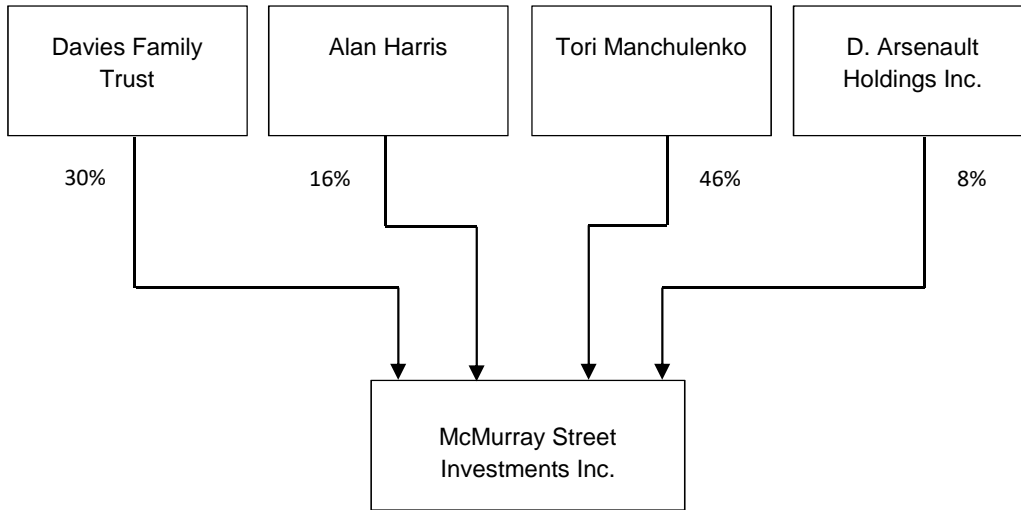 Davies Family
Trust
Alan Harris
Tori Manchulenko
D. Arsenault
Holdings Inc.
30%
16%
46%
8%
McMurray Street
Investments Inc.